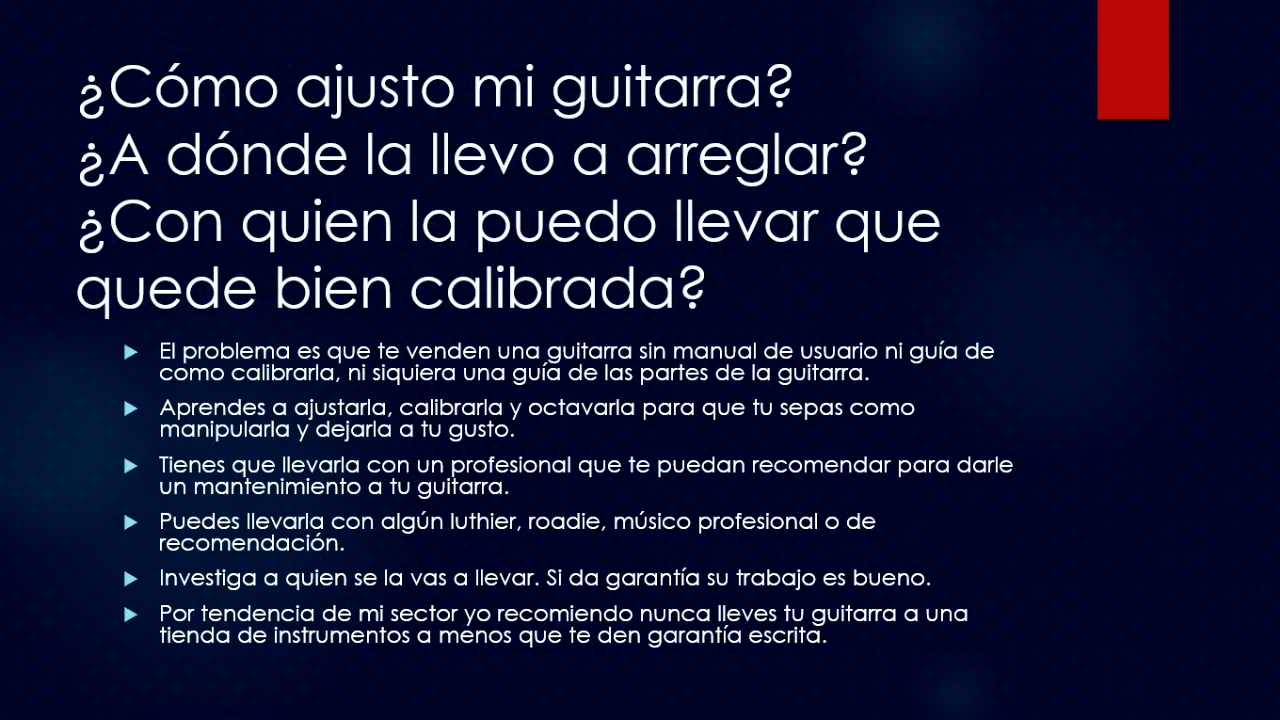 ¿Cómo ajusto mi guitarra?
¿A dónde la llevo a arreglar?
¿Con quien la puedo llevar que
quede bien calibrada?
El problema es que te venden una guitarra sin manual de usuario ni guía de
como calibrarla, ni siquiera una guía de las partes de la guitarra.
Aprendes a ajustarla, calibrarla y octavarla para que tu sepas como
manipularla y dejarla a tu gusto.
Tienes que llevarla con un profesional que te puedan recomendar para darle
un mantenimiento a tu guitarra.
Puedes llevarla con algún luthier, roadie, músico profesional o de
recomendación.
Investiga a quien se la vas a llevar. Si da garantía su trabajo es bueno.
Por tendencia de mi sector yo recomiendo nunca lleves tu guitarra a una
tienda de instrumentos a menos que te den garantía escrita.